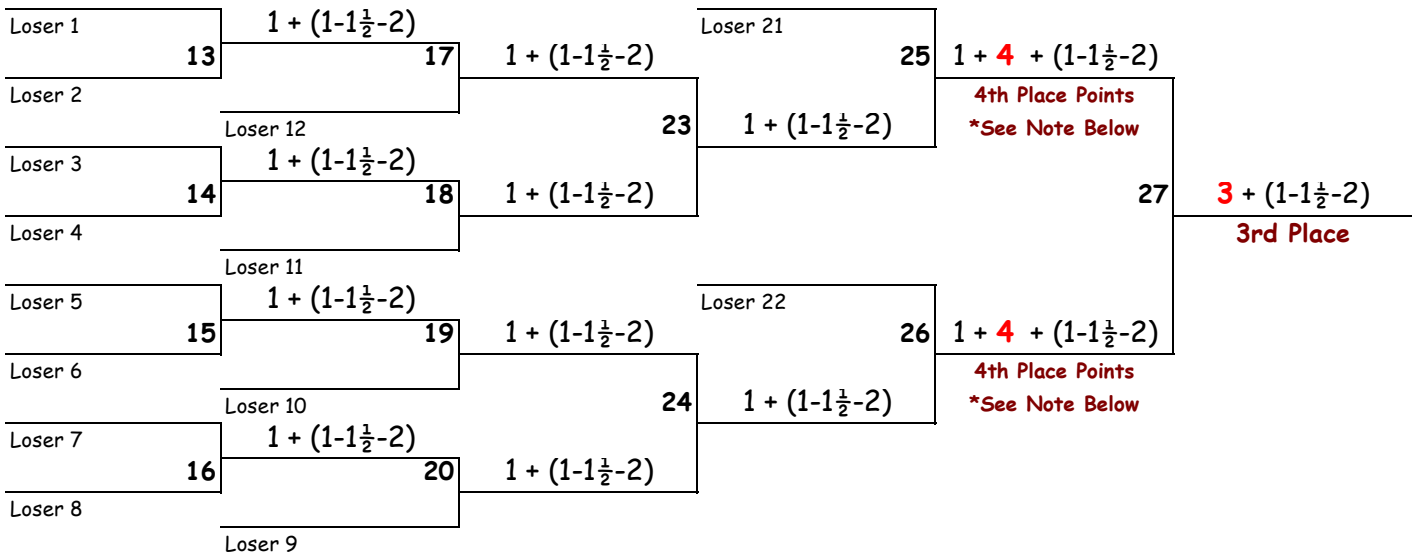 Loser 1
1 + (1-1½-2)
Loser 21
13
17
1 + (1-1½-2)
25
1 + 4 + (1-1½-2)
Loser 2
4th Place Points
Loser 12
23
1 + (1-1½-2)
*See Note Below
Loser 3
1 + (1-1½-2)
14
18
1 + (1-1½-2)
27
3 + (1-1½-2)
Loser 4
3rd Place
Loser 11
Loser 5
1 + (1-1½-2)
Loser 22
15
19
1 + (1-1½-2)
26
1 + 4 + (1-1½-2)
Loser 6
4th Place Points
Loser 10
24
1 + (1-1½-2)
*See Note Below
Loser 7
1 + (1-1½-2)
16
20
1 + (1-1½-2)
Loser 8
Loser 9